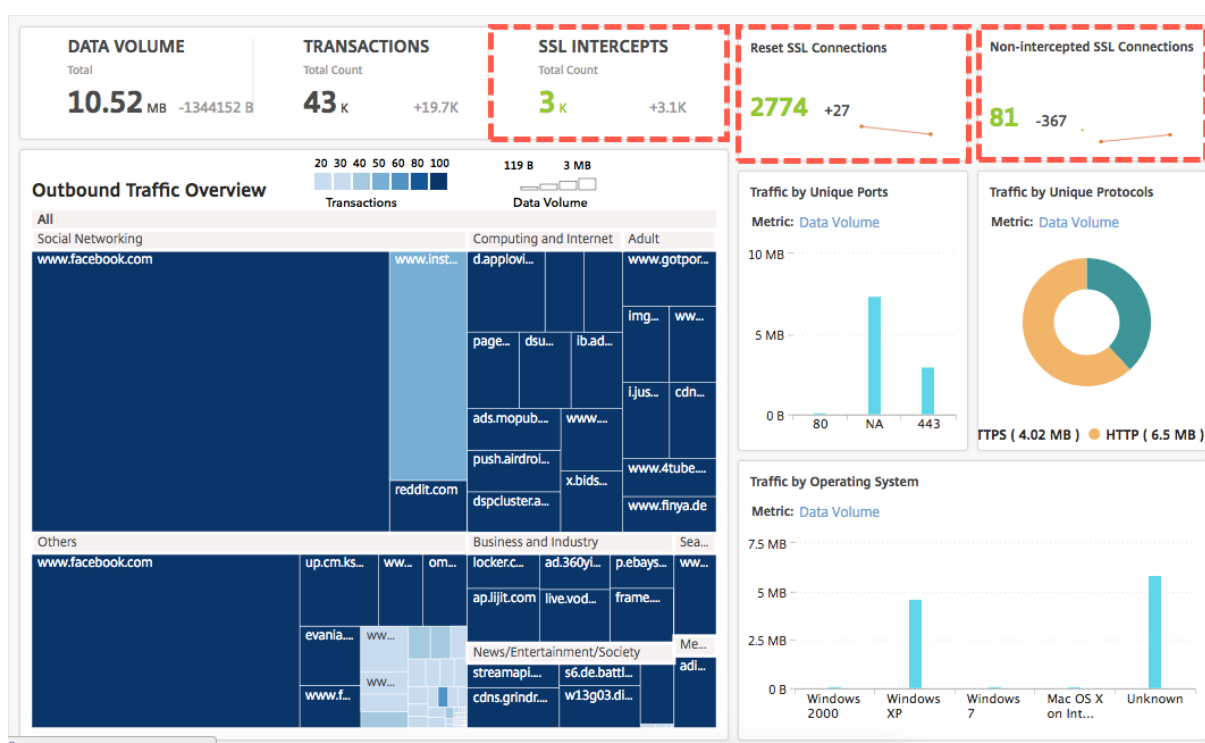 DATA VOLUME
Total
10.52 MB -1344152 B
TRANSACTIONS
Total Count
43 K +19.7K
SSL INTERCEPTS
Total Count
3 K +3.1K
Reset SSL Connections
2774 +27
Non-intercepted SSL Connections
81 -367
Outbound Traffic Overview
20 30 40 50 60 80 100
Transactions
119 B 3 MB
Data Volume
All
Social Networking
www.facebook.com
www.inst...
reddit.com
Computing and Internet
d.applovi...
page... dsu... ib.ad...
ads.mopub... www....
push.airdroi...
x.bids...
dspcluster.a...
Adult
www.gotpor...
img... ww...
i.jus... cdn...
www.4tube....
www.finya.de
Others
www.facebook.com
up.cm.ks... ww... om...
evania.... ww...
ww...
www.f...
Business and Industry
locker.c... ad.360yi... p.ebays...
ap.lijit.com live.vod... frame....
Sea...
ww...
News/Entertainment/Society
streamapi.... s6.de.battl...
cdns.grindr.... w13g03.di...
Me...
adi...
Traffic by Unique Ports
Metric: Data Volume
10 MB
5 MB
0 B
80 NA 443
Traffic by Unique Protocols
Metric: Data Volume
TTPS ( 4.02 MB ) HTTP ( 6.5 MB )
Traffic by Operating System
Metric: Data Volume
7.5 MB
5 MB
2.5 MB
0 B
Windows 2000
Windows XP
Windows 7
Mac OS X on Int...
Unknown